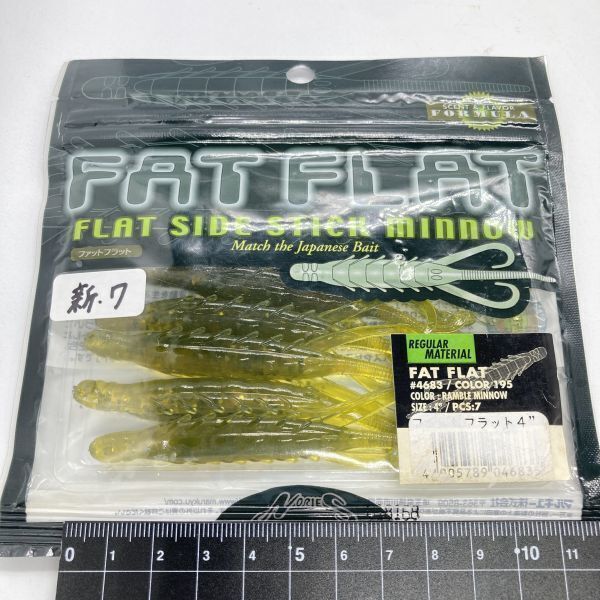 SCENT & FLAVOR
FORMULA
FAT FLAT
FLAT SIDE STICK MINNOW
Match the Japanese Bait
ファットフラット
新.7
REGULAR
MATERIAL
FAT FLAT
#4683 / COLOR 195
COLOR : RAMBLE MINNOW
SIZE : 4" / PCS:7
フラット4"
NORIES
0 1 2 3 4 5 6 7 8 9 10 11